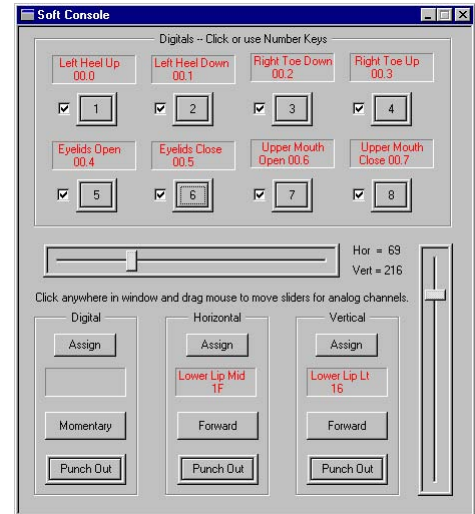 Soft Console
Digitals -- Click or use Number Keys
Left Heel Up
00.0
Left Heel Down
00.1
Right Toe Down
00.2
Right Toe Up
00.3
1
2
3
4
Eyelids Open
00.4
Eyelids Close
00.5
Upper Mouth
Open 00.6
Upper Mouth
Close 00.7
5
6
7
8
Hor = 69
Vert = 216
Click anywhere in window and drag mouse to move sliders for analog channels.
Digital
Assign
Momentary
Punch Out
Horizontal
Assign
Lower Lip Mid
1F
Forward
Punch Out
Vertical
Assign
Lower Lip Lt
16
Forward
Punch Out